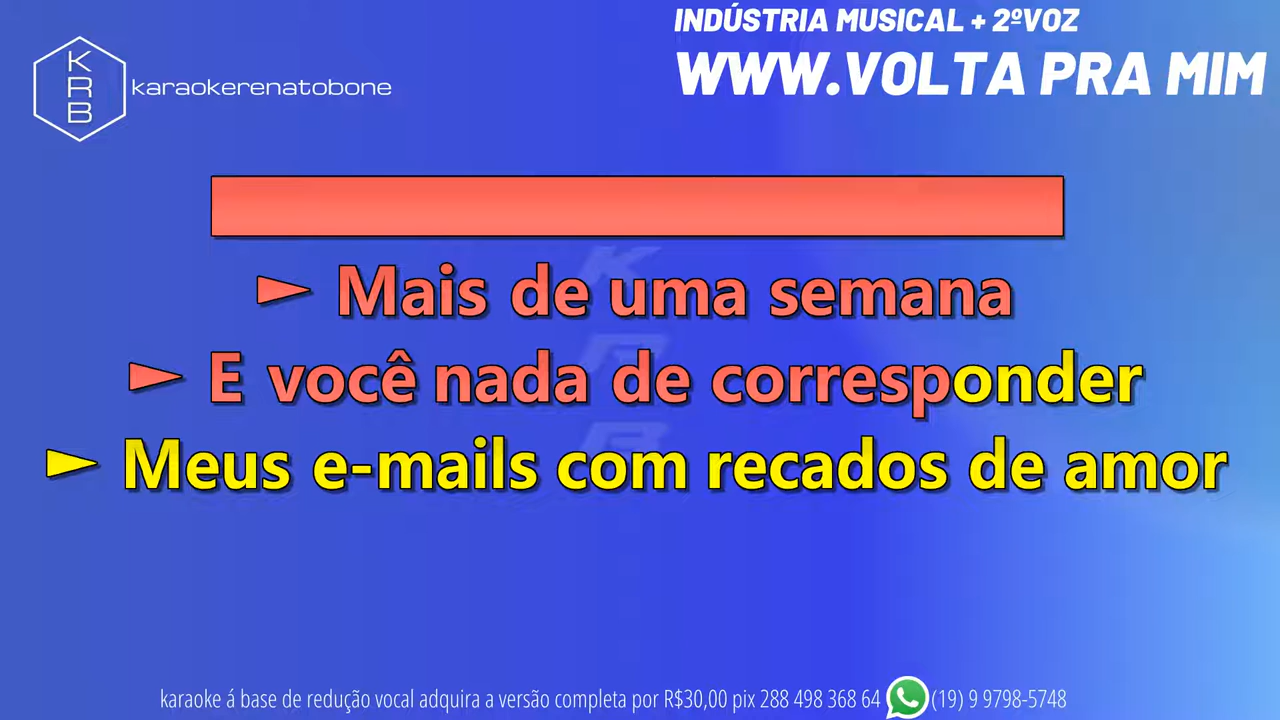 INDÚSTRIA MUSICAL + 2ºVOZ
WWW.VOLTA PRA MIM
KRB
karaokerenatobone
► Mais de uma semana
► E você nada de corresponder
► Meus e-mails com recados de amor
KRB
karaoke á base de redução vocal adquira a versão completa por R$30,00 pix 288 498 368 64 (19) 9 9798-5748